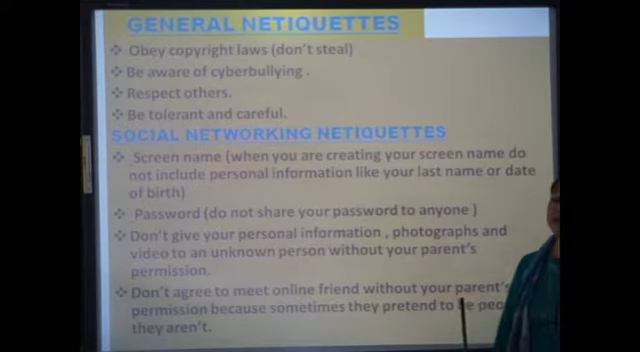 GENERAL NETIQUETTES
❖ Obey copyright laws (don't steal)
❖ Be aware of cyberbullying .
❖ Respect others.
❖ Be tolerant and careful.
SOCIAL NETWORKING NETIQUETTES
❖ Screen name (when you are creating your screen name do
not include personal information like your last name or date
of birth)
❖ Password (do not share your password to anyone )
❖ Don't give your personal information , photographs and
video to an unknown person without your parent's
permission.
❖ Don't agree to meet online friend without your parent's
permission because sometimes they pretend to be
they aren't.